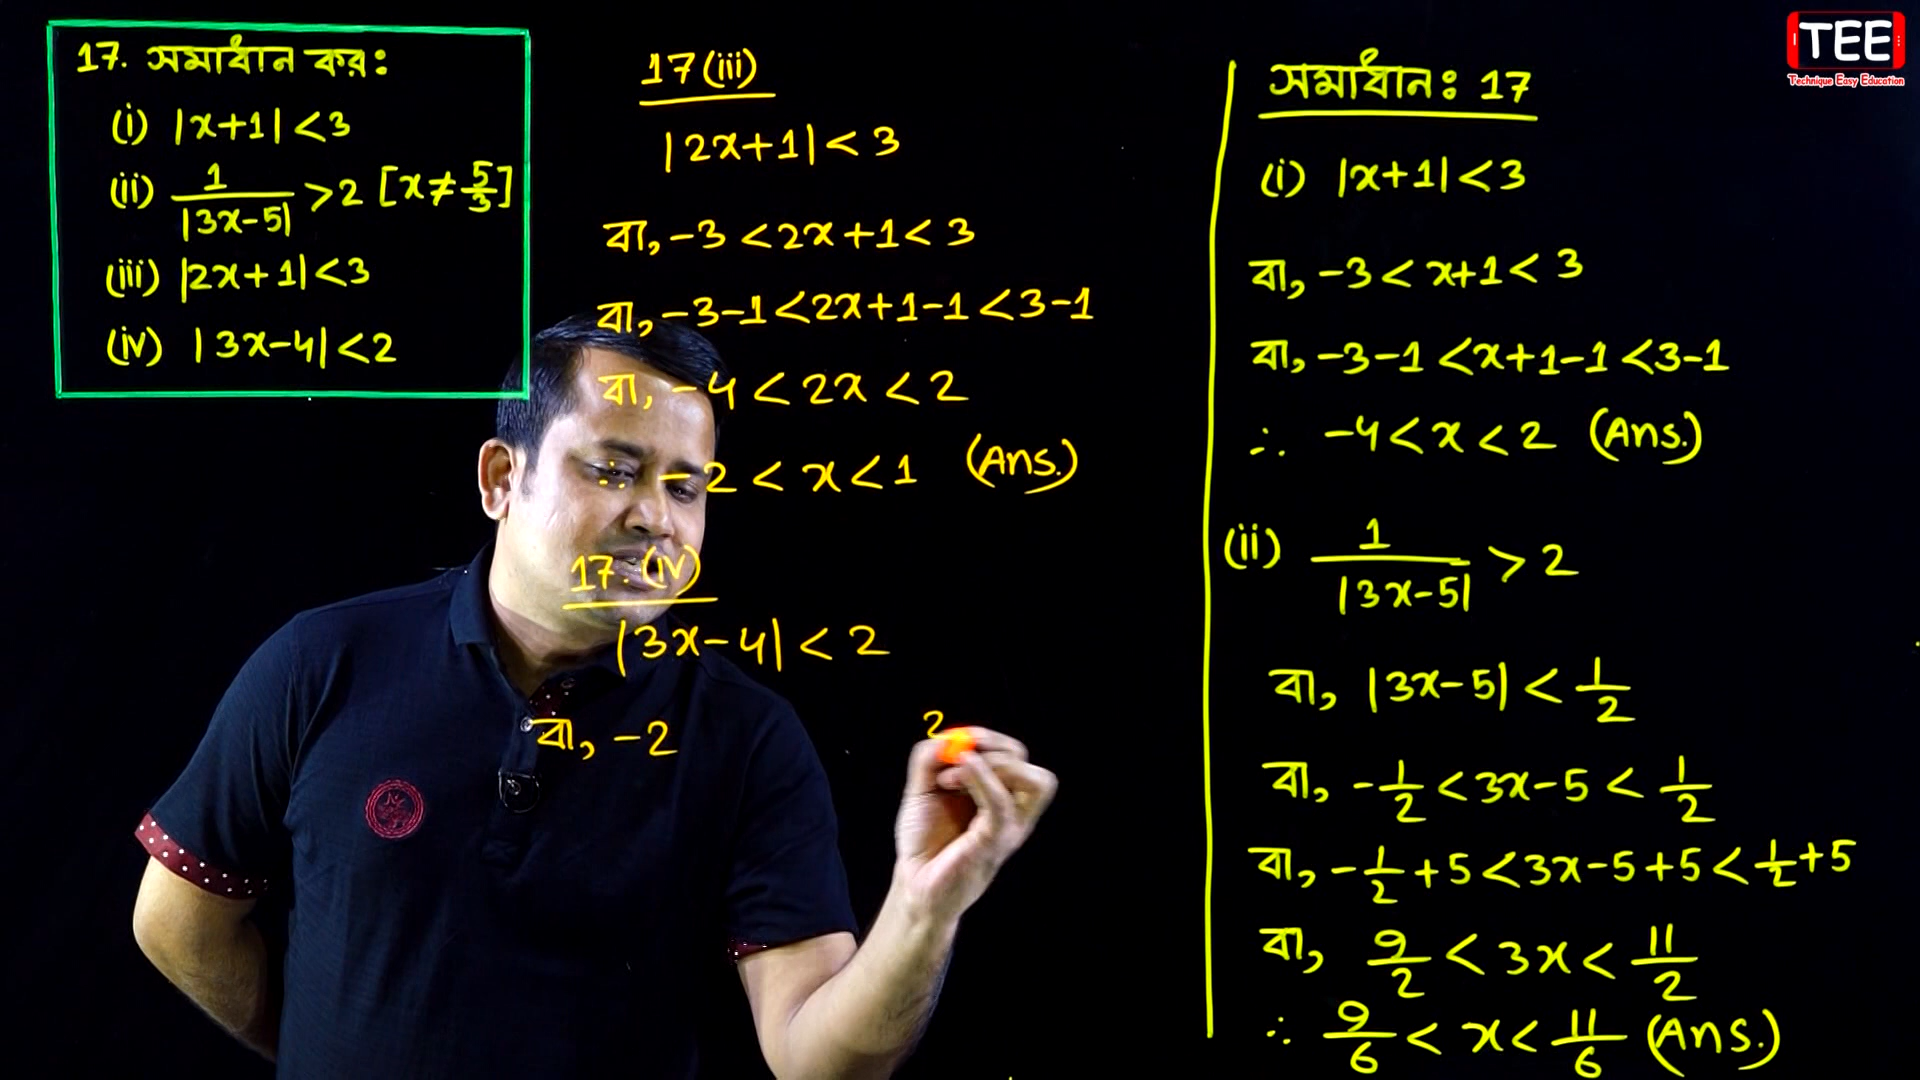 17. সমাধান কর:
(i) |x+1| <3
(ii) 1/|3x-5| >2 [x≠5/3]
(iii) |2x+1|<3
(iv) |3x-4|<2
17(iii)
|2x+1|< 3
বা, -3 <2x+1< 3
বা, -3-1<2x+1-1 <3-1
বা, -4 < 2x < 2
∴ -2 < x < 1 (Ans.)
17. (iv)
|3x-4| < 2
বা, -2 2
সমাধান: 17
(i) |x+1|<3
বা, -3< x+1< 3
বা, -3-1 <x+1-1 <3-1
∴ -4 < x < 2 (Ans.)
(ii) 1/|3x-5| > 2
বা, |3x-5| < 1/2
বা, -1/2 <3x-5 < 1/2
বা, -1/2 +5 <3x-5+5 < 1/2 +5
বা, 9/2 < 3x < 11/2
∴ 9/6 < x < 11/6 (Ans.)
TEE
Technique Easy Education